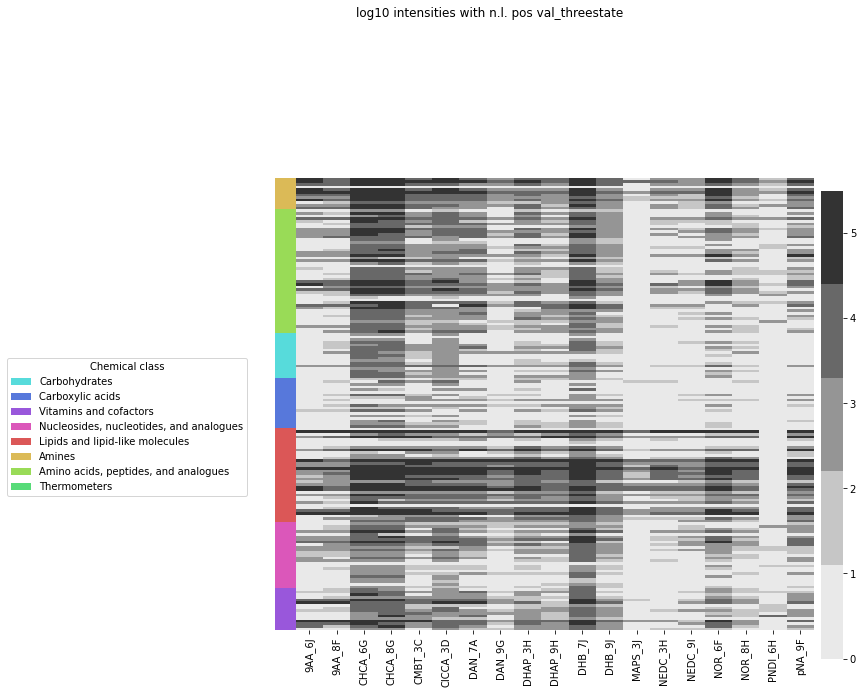 log10 intensities with n.l. pos val_threestate
Chemical class
Carbohydrates
Carboxylic acids
Vitamins and cofactors
Nucleosides, nucleotides, and analogues
Lipids and lipid-like molecules
Amines
Amino acids, peptides, and analogues
Thermometers
5
4
3
2
1
0
9AA_6J
9AA_8F
CHCA_6G
CHCA_8G
CMBT_3C
ClCCA_3D
DAN_7A
DAN_9G
DHAP_3H
DHAP_9H
DHB_7J
DHB_9J
MAPS_3J
NEDC_3H
NEDC_9I
NOR_6F
NOR_8H
PNDI_6H
pNA_9F